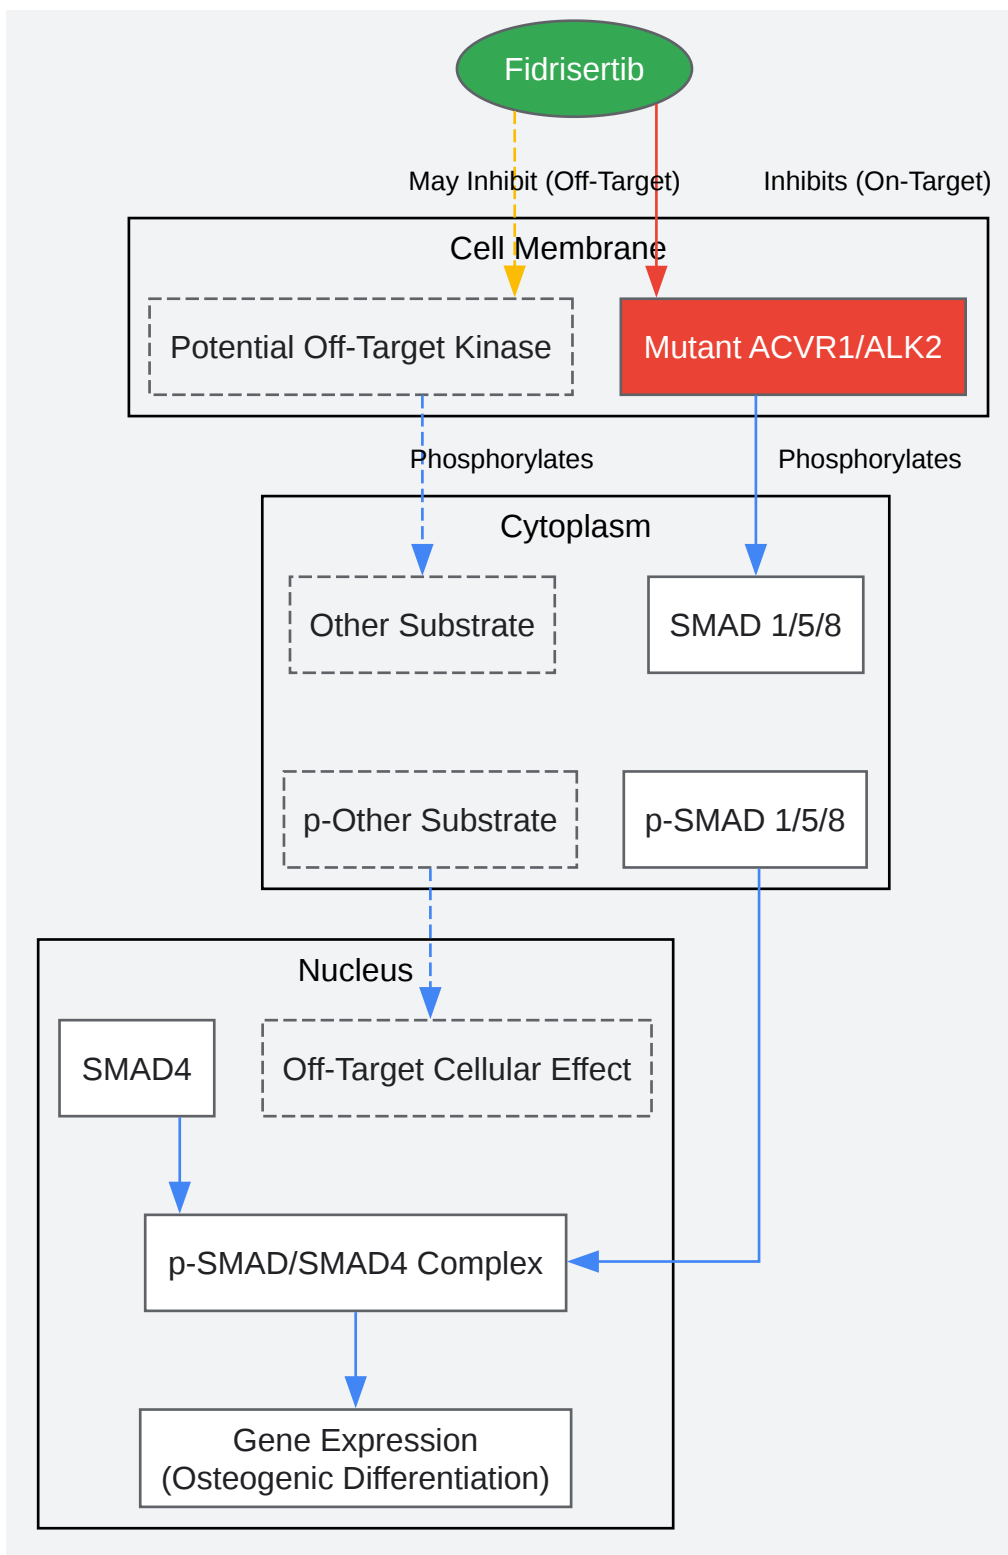 Fidrisertib
May Inhibit (Off-Target)
Inhibits (On-Target)
Cell Membrane
Potential Off-Target Kinase
Mutant ACVR1/ALK2
Phosphorylates
Phosphorylates
Cytoplasm
Other Substrate
SMAD 1/5/8
p-Other Substrate
p-SMAD 1/5/8
Nucleus
SMAD4
Off-Target Cellular Effect
p-SMAD/SMAD4 Complex
Gene Expression
(Osteogenic Differentiation)